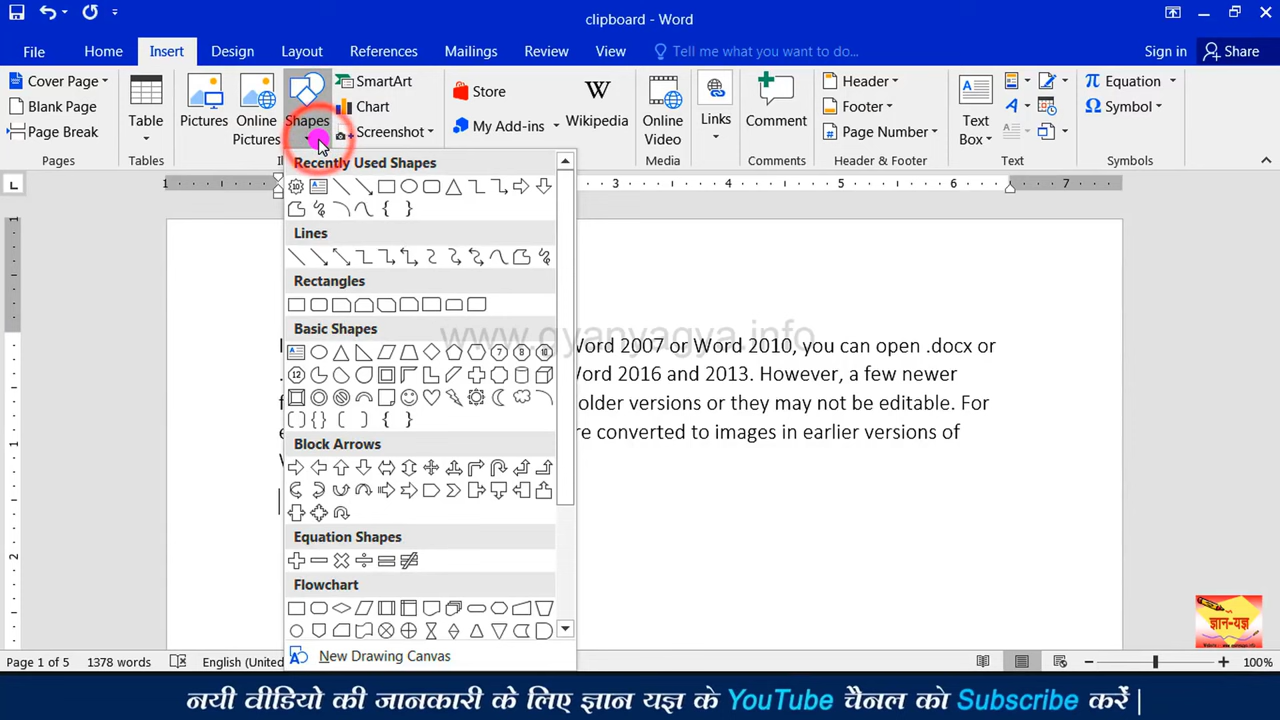 clipboard - Word
File Home Insert Design Layout References Mailings Review View Tell me what you want to do... Sign in Share
Cover Page
Blank Page
Page Break
Pages
Table
Tables
Pictures
Online
Pictures
Shapes
SmartArt
Chart
Screenshot
Store
My Add-ins
Wikipedia
Online
Video
Media
Links
Comment
Comments
Header
Footer
Page Number
Header & Footer
Text
Box
Text
Equation
Symbol
Symbols
1 3 4 5 6 7
Recently Used Shapes
Lines
Rectangles
Basic Shapes
Block Arrows
Equation Shapes
Flowchart
New Drawing Canvas
www.gyanyagya.info
Word 2007 or Word 2010, you can open .docx or
Word 2016 and 2013. However, a few newer
older versions or they may not be editable. For
re converted to images in earlier versions of
ज्ञान-यज्ञ
Page 1 of 5 1378 words English (United 100%
नयी वीडियो की जानकारी के लिए ज्ञान यज्ञ के YouTube चैनल को Subscribe करें |